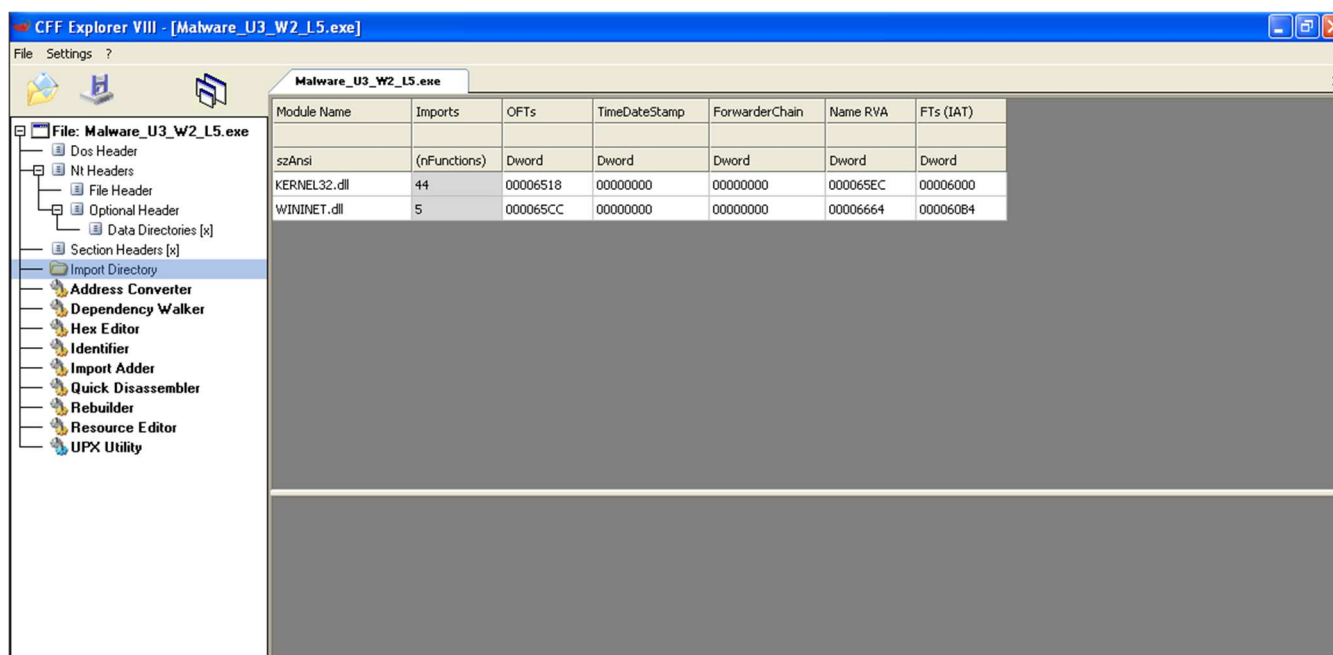 CFF Explorer VIII - [Malware_U3_W2_L5.exe]
File Settings ?
Malware_U3_W2_L5.exe
File: Malware_U3_W2_L5.exe
Dos Header
Nt Headers
File Header
Optional Header
Data Directories [x]
Section Headers [x]
Import Directory
Address Converter
Dependency Walker
Hex Editor
Identifier
Import Adder
Quick Disassembler
Rebuilder
Resource Editor
UPX Utility
Module Name Imports OFTs TimeDateStamp ForwarderChain Name RVA FTs (IAT)
szAnsi (nFunctions) Dword Dword Dword Dword Dword
KERNEL32.dll 44 00006518 00000000 00000000 000065EC 00006000
WININET.dll 5 000065CC 00000000 00000000 00006664 000060B4